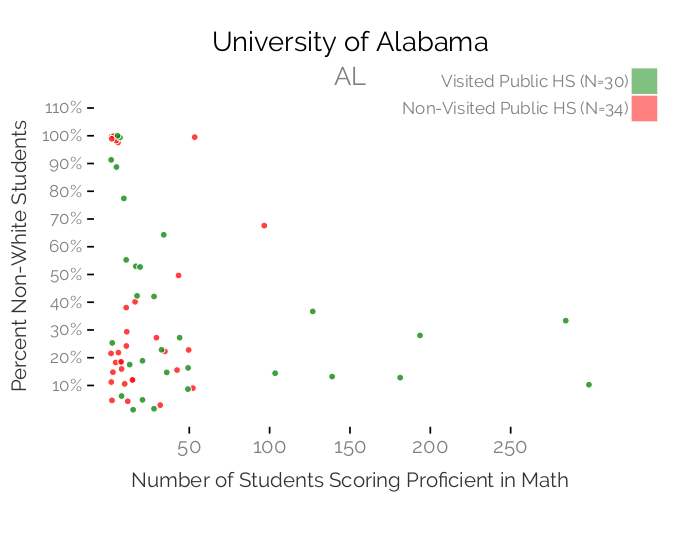 University of Alabama
AL
Visited Public HS (N=30)
Non-Visited Public HS (N=34)
110%
100%
90%
80%
70%
60%
50%
40%
30%
20%
10%
Percent Non-White Students
50
100
150
200
250
Number of Students Scoring Proficient in Math